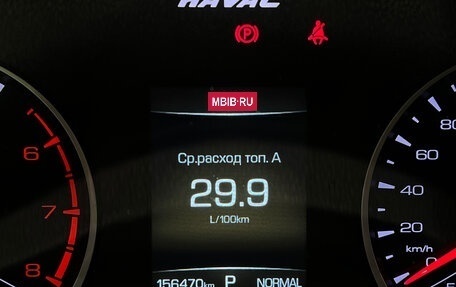 HAVAL
MBIB.RU
Ср.расход топ. А
29.9
L/100km
6
7
8
80
60
40
20
0
km/h
156470km P NORMAL